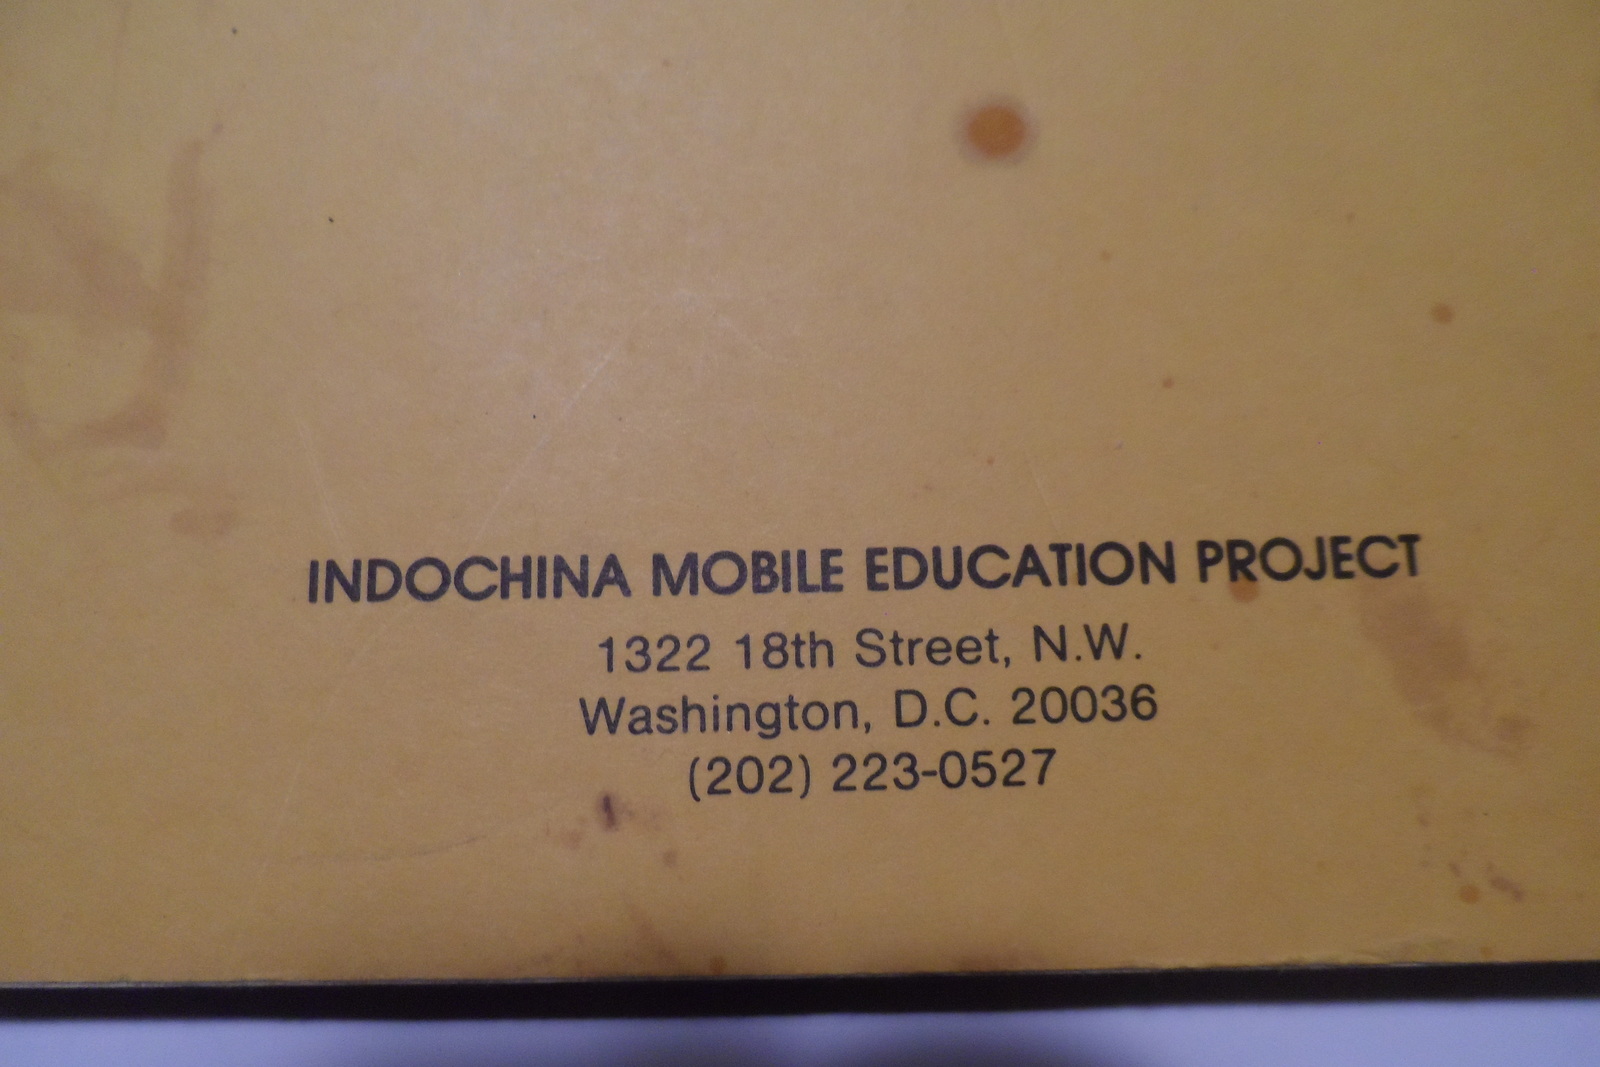 INDOCHINA MOBILE EDUCATION PROJECT
1322 18th Street, N.W.
Washington, D.C. 20036
(202) 223-0527